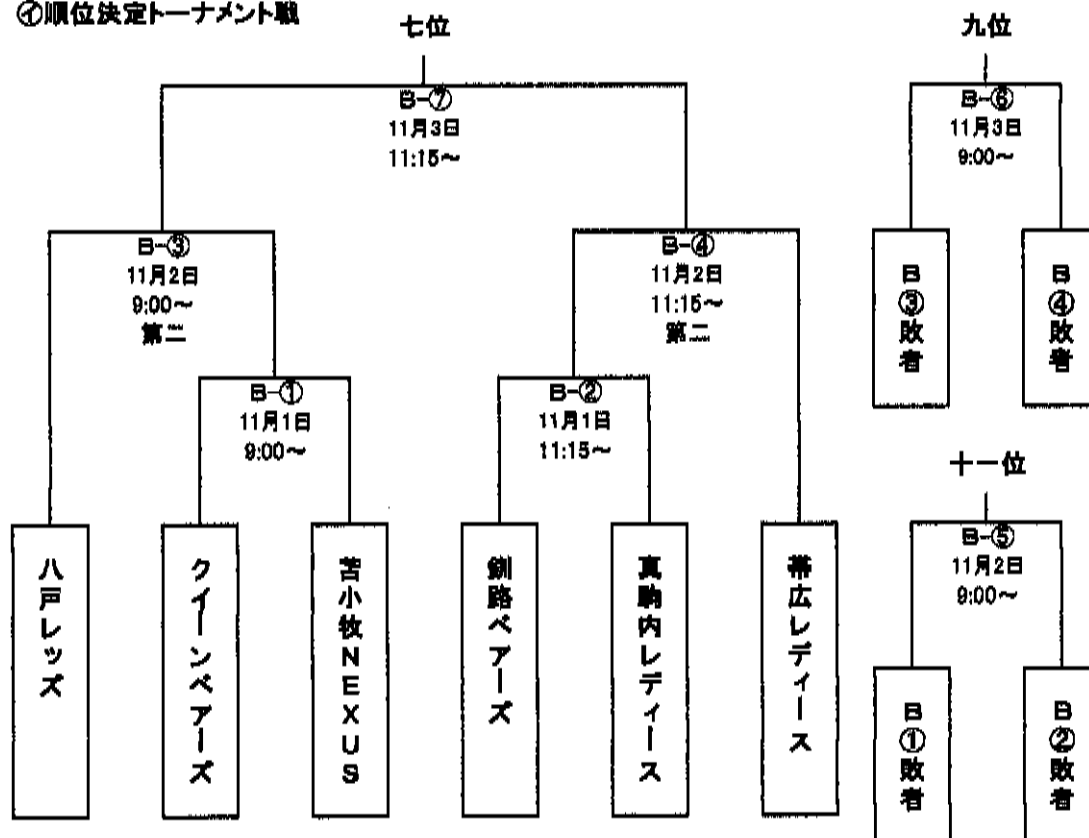 ㋑順位決定トーナメント戦
七位
B-⑦
11月3日
11:15～
B-③
11月2日
9:00～
第二
B-④
11月2日
11:15～
第二
B-①
11月1日
9:00～
B-②
11月1日
11:15～
八戸レッズ
クイーンベアーズ
苫小牧NEXUS
釧路ベアーズ
真駒内レディース
帯広レディース
九位
B-⑥
11月3日
9:00～
B③敗者
B④敗者
十一位
B-⑤
11月2日
9:00～
B①敗者
B②敗者